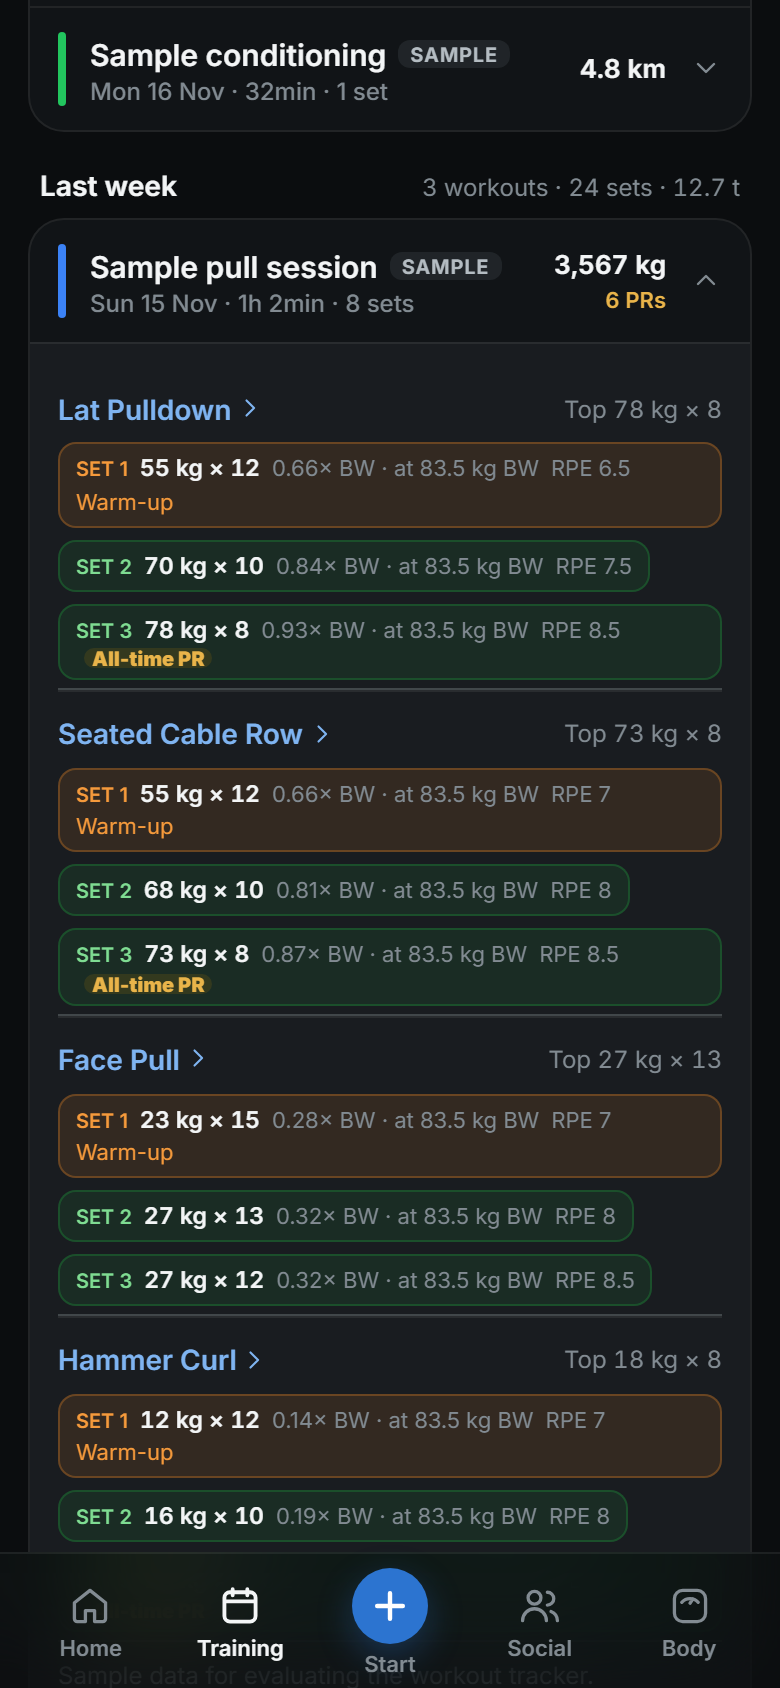 Sample conditioning SAMPLE
4.8 km
Mon 16 Nov · 32min · 1 set
Last week
3 workouts · 24 sets · 12.7 t
Sample pull session SAMPLE
3,567 kg
Sun 15 Nov · 1h 2min · 8 sets
6 PRs
Lat Pulldown
Top 78 kg × 8
SET 1 55 kg × 12 0.66× BW · at 83.5 kg BW RPE 6.5
Warm-up
SET 2 70 kg × 10 0.84× BW · at 83.5 kg BW RPE 7.5
SET 3 78 kg × 8 0.93× BW · at 83.5 kg BW RPE 8.5
All-time PR
Seated Cable Row
Top 73 kg × 8
SET 1 55 kg × 12 0.66× BW · at 83.5 kg BW RPE 7
Warm-up
SET 2 68 kg × 10 0.81× BW · at 83.5 kg BW RPE 8
SET 3 73 kg × 8 0.87× BW · at 83.5 kg BW RPE 8.5
All-time PR
Face Pull
Top 27 kg × 13
SET 1 23 kg × 15 0.28× BW · at 83.5 kg BW RPE 7
Warm-up
SET 2 27 kg × 13 0.32× BW · at 83.5 kg BW RPE 8
SET 3 27 kg × 12 0.32× BW · at 83.5 kg BW RPE 8.5
Hammer Curl
Top 18 kg × 8
SET 1 12 kg × 12 0.14× BW · at 83.5 kg BW RPE 7
Warm-up
SET 2 16 kg × 10 0.19× BW · at 83.5 kg BW RPE 8
Home
Training
Start
Social
Body
Sample data for evaluating the workout tracker.